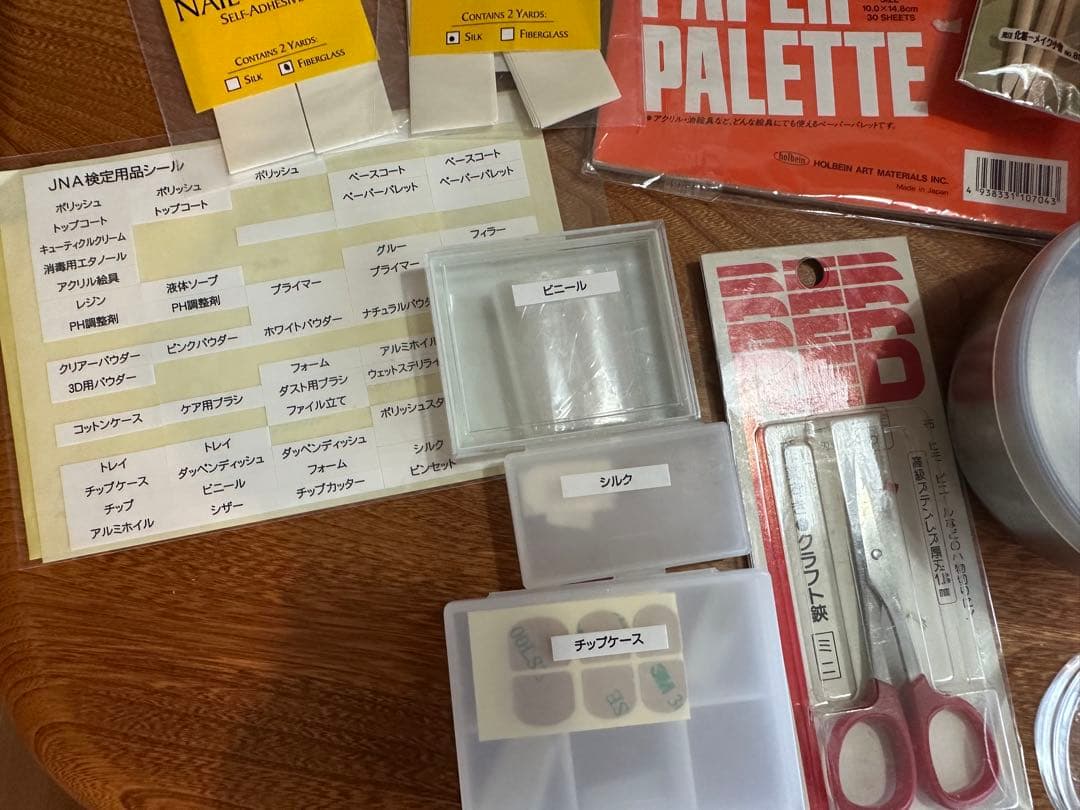 NAIL
SELF-ADHESIVE
CONTAINS 2 YARDS:
SILK FIBERGLASS
CONTAINS 2 YARDS:
SILK FIBERGLASS
PAPER
PALETTE
SIZE
10.0×14.8cm
30 SHEETS
●アクリル・油絵具など、どんな絵具にでも使えるペーパーパレットです。
holbein HOLBEIN ART MATERIALS INC.
Made in Japan
4 938331 107043
化粧
メイク小物
JNA検定用品シール
ポリッシュ
トップコート
キューティクルクリーム
消毒用エタノール
アクリル絵具
レジン
PH調整剤
クリアーパウダー
3D用パウダー
コットンケース
トレイ
チップケース
チップ
アルミホイル
ポリッシュ
トップコート
液体ソープ
PH調整剤
ピンクパウダー
ケア用ブラシ
トレイ
ダッペンディッシュ
ビニール
シザー
ポリッシュ
プライマー
ホワイトパウダー
フォーム
ダスト用ブラシ
ファイル立て
ダッペンディッシュ
フォーム
チップカッター
ベースコート
ペーパーパレット
グルー
プライマー
ナチュラルパウダ
アルミホイル
ウェットステリライ
ポリッシュスタ
シルク
ピンセット
ベースコート
ペーパーパレット
フィラー
ビニール
シルク
チップケース
3M
クラフト鋏 ミニ
高級ステンレス